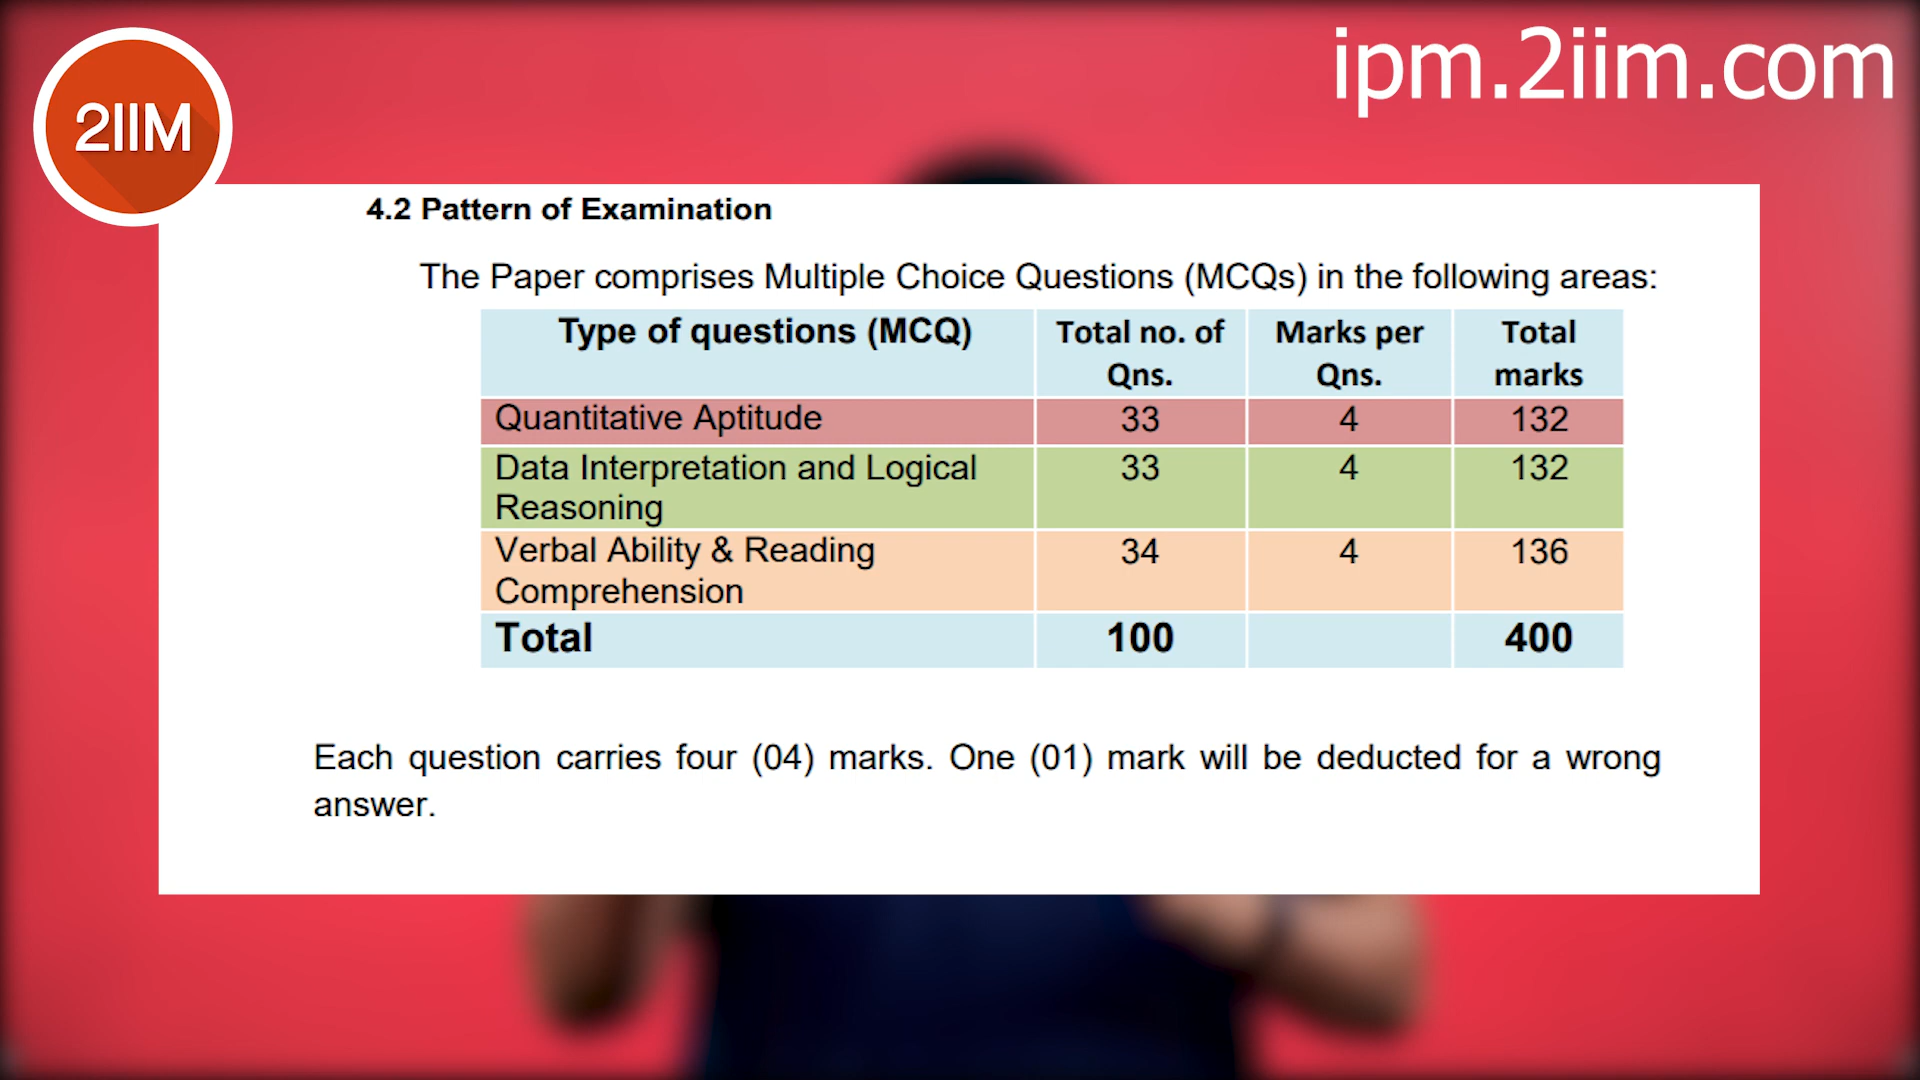 2IIM
ipm.2iim.com
4.2 Pattern of Examination
The Paper comprises Multiple Choice Questions (MCQs) in the following areas:
Type of questions (MCQ) Total no. of Qns. Marks per Qns. Total marks
Quantitative Aptitude 33 4 132
Data Interpretation and Logical Reasoning 33 4 132
Verbal Ability & Reading Comprehension 34 4 136
Total 100 400
Each question carries four (04) marks. One (01) mark will be deducted for a wrong
answer.